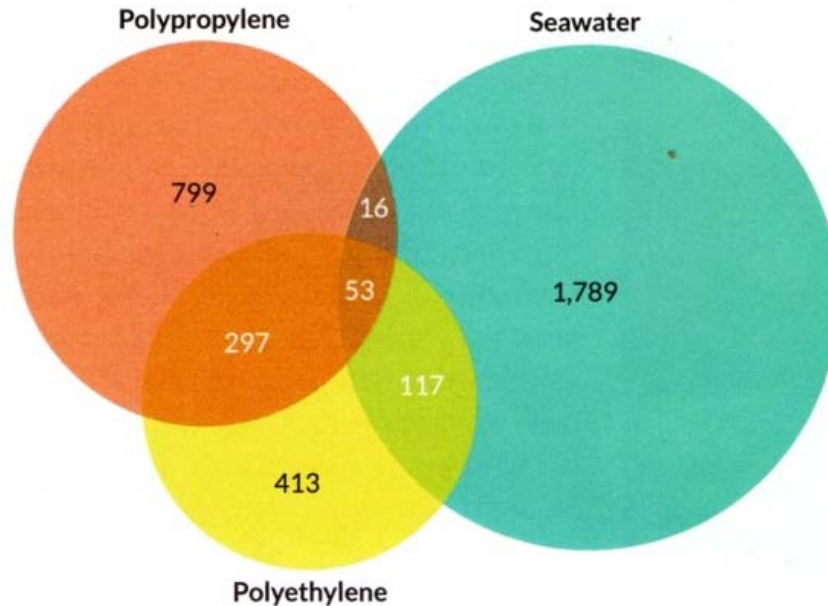 Polypropylene
Seawater
799
16
53
1,789
297
117
413
Polyethylene